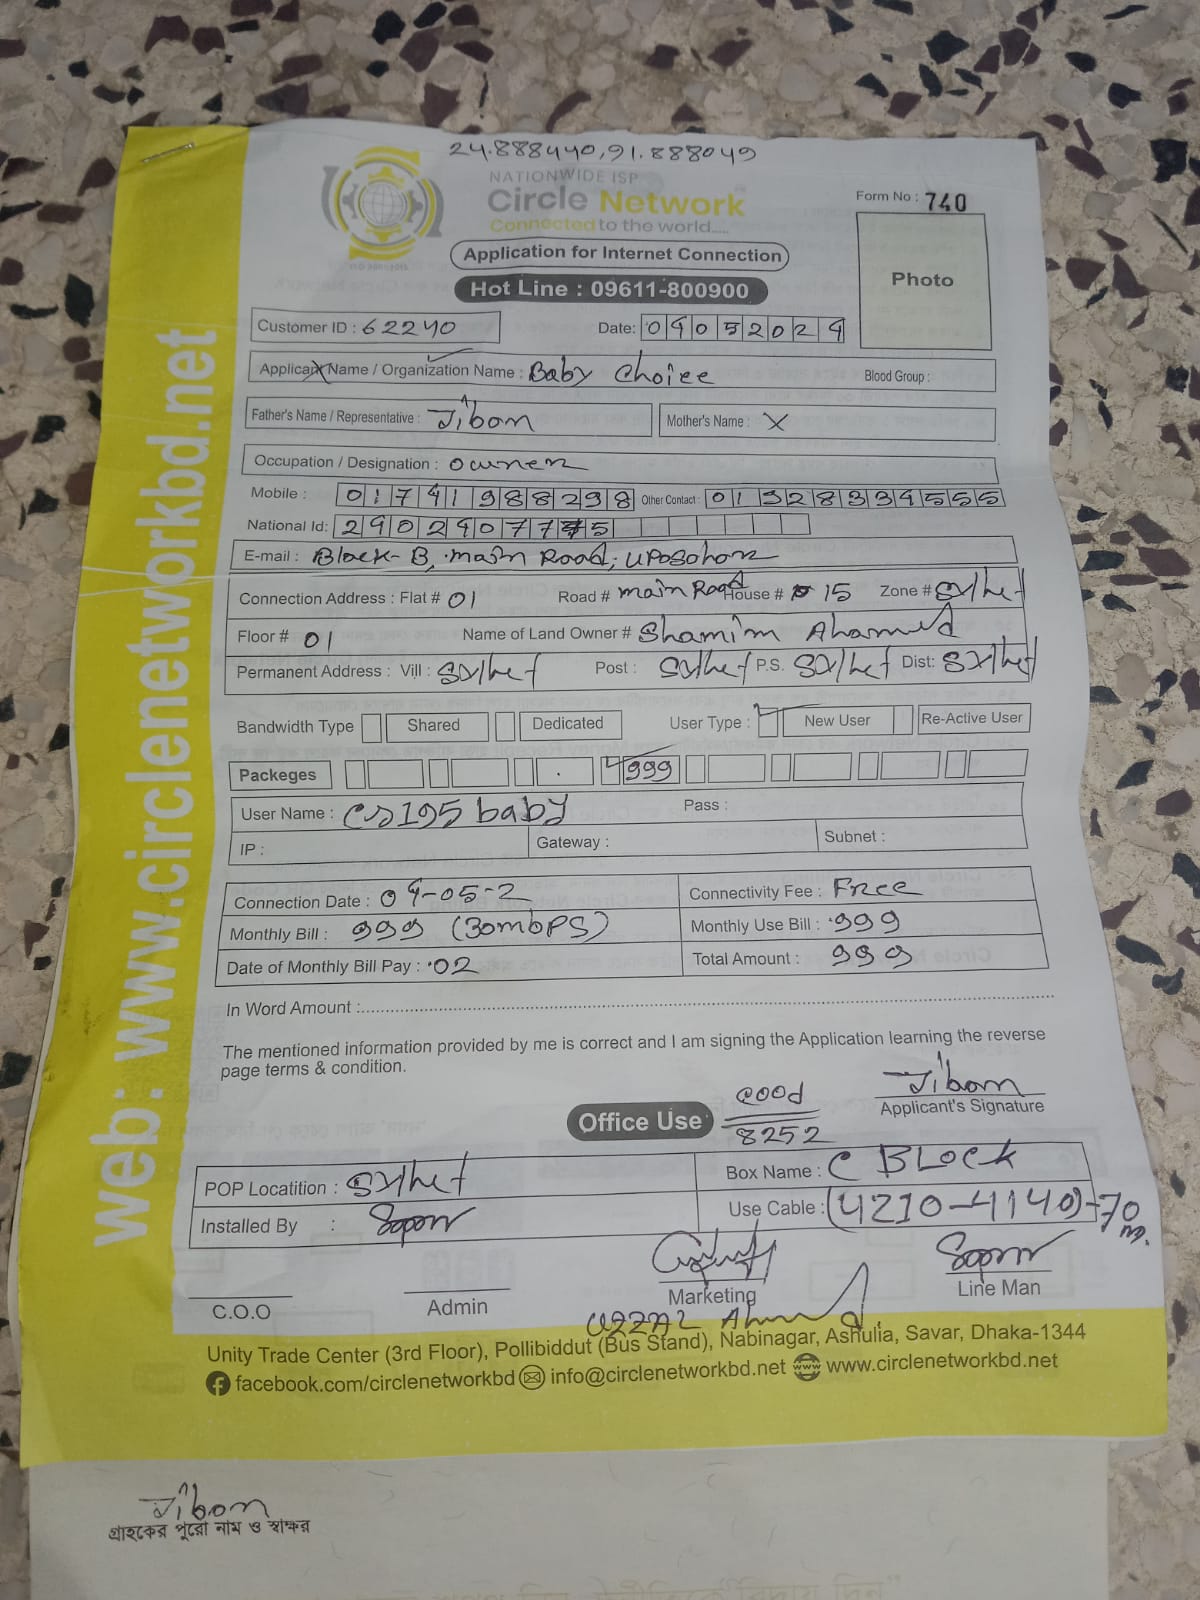 24.888440,91.888049
NATIONWIDE ISP
Circle Network
Connected to the world.....
Form No : 740
Application for Internet Connection
Photo
Hot Line : 09611-800900
Customer ID : 62240
Date: 04052024
Applicant Name / Organization Name : Baby Choice
Blood Group :
Father's Name / Representative : Jibon
Mother's Name : X
Occupation / Designation : Owner
Mobile : 01741988298 Other Contact : 01328334555
National Id:
E-mail : Block-B, main Road, Uposohor
Connection Address : Flat # 01 Road # main Road House # 15 Zone # Sylhet
Floor # 01 Name of Land Owner # Shamim Ahamed
Permanent Address : Vill : Sylhet Post : Sylhet P.S. Sylhet Dist: Sylhet
Bandwidth Type Shared Dedicated User Type : New User Re-Active User
Packeges 999
User Name : cs195 baby Pass :
IP : Gateway : Subnet :
Connection Date : 04-05-2 Connectivity Fee : Free
Monthly Bill : 999 (30mbPS) Monthly Use Bill : 999
Date of Monthly Bill Pay : 02 Total Amount : 999
In Word Amount :
The mentioned information provided by me is correct and I am signing the Application learning the reverse
page terms & condition.
Jibon
Applicant's Signature
Office Use
8252
POP Locatition : Sylhet Box Name : C BLock
Installed By : Use Cable : (4210-4140)-70 m.
C.O.O Admin Marketing Line Man
UZZAL
Unity Trade Center (3rd Floor), Pollibiddut (Bus Stand), Nabinagar, Ashulia, Savar, Dhaka-1344
facebook.com/circlenetworkbd info@circlenetworkbd.net www.circlenetworkbd.net
web: www.circlenetworkbd.net
Jibon
গ্রাহকের পুরো নাম ও স্বাক্ষর